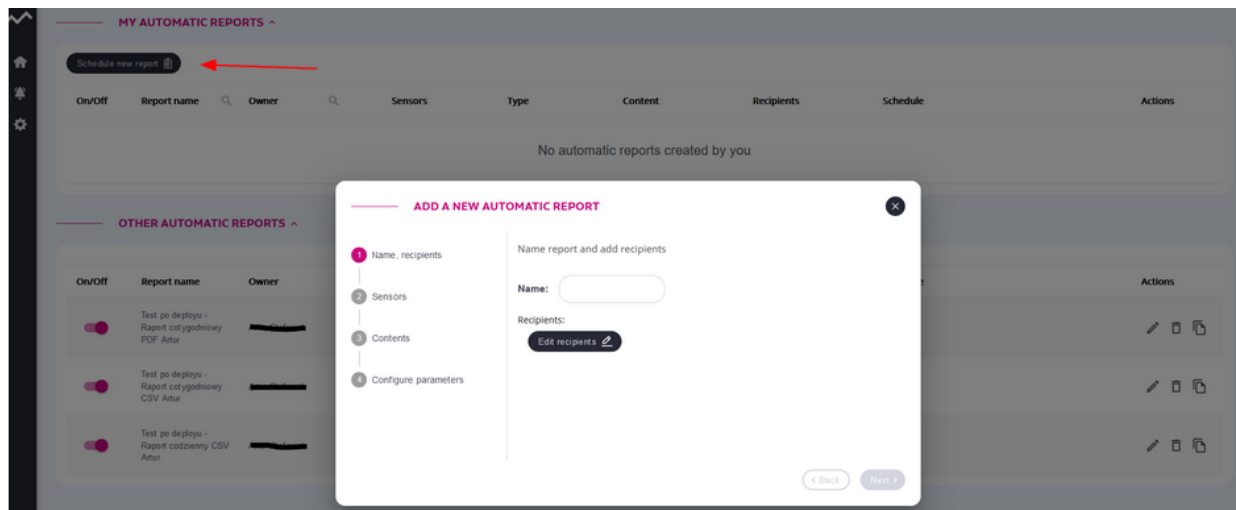 MY AUTOMATIC REPORTS
Schedule new report
On/Off Report name Owner Sensors Type Content Recipients Schedule Actions
No automatic reports created by you
OTHER AUTOMATIC REPORTS
On/Off Report name Owner Actions
Test po deployu -
Raport cotygodniowy
PDF Artur
Test po deployu -
Raport cotygodniowy
CSV Artur
Test po deployu -
Raport codzienny CSV
Artur
ADD A NEW AUTOMATIC REPORT
1 Name, recipients
2 Sensors
3 Contents
4 Configure parameters
Name report and add recipients
Name:
Recipients:
Edit recipients
< Back Next >